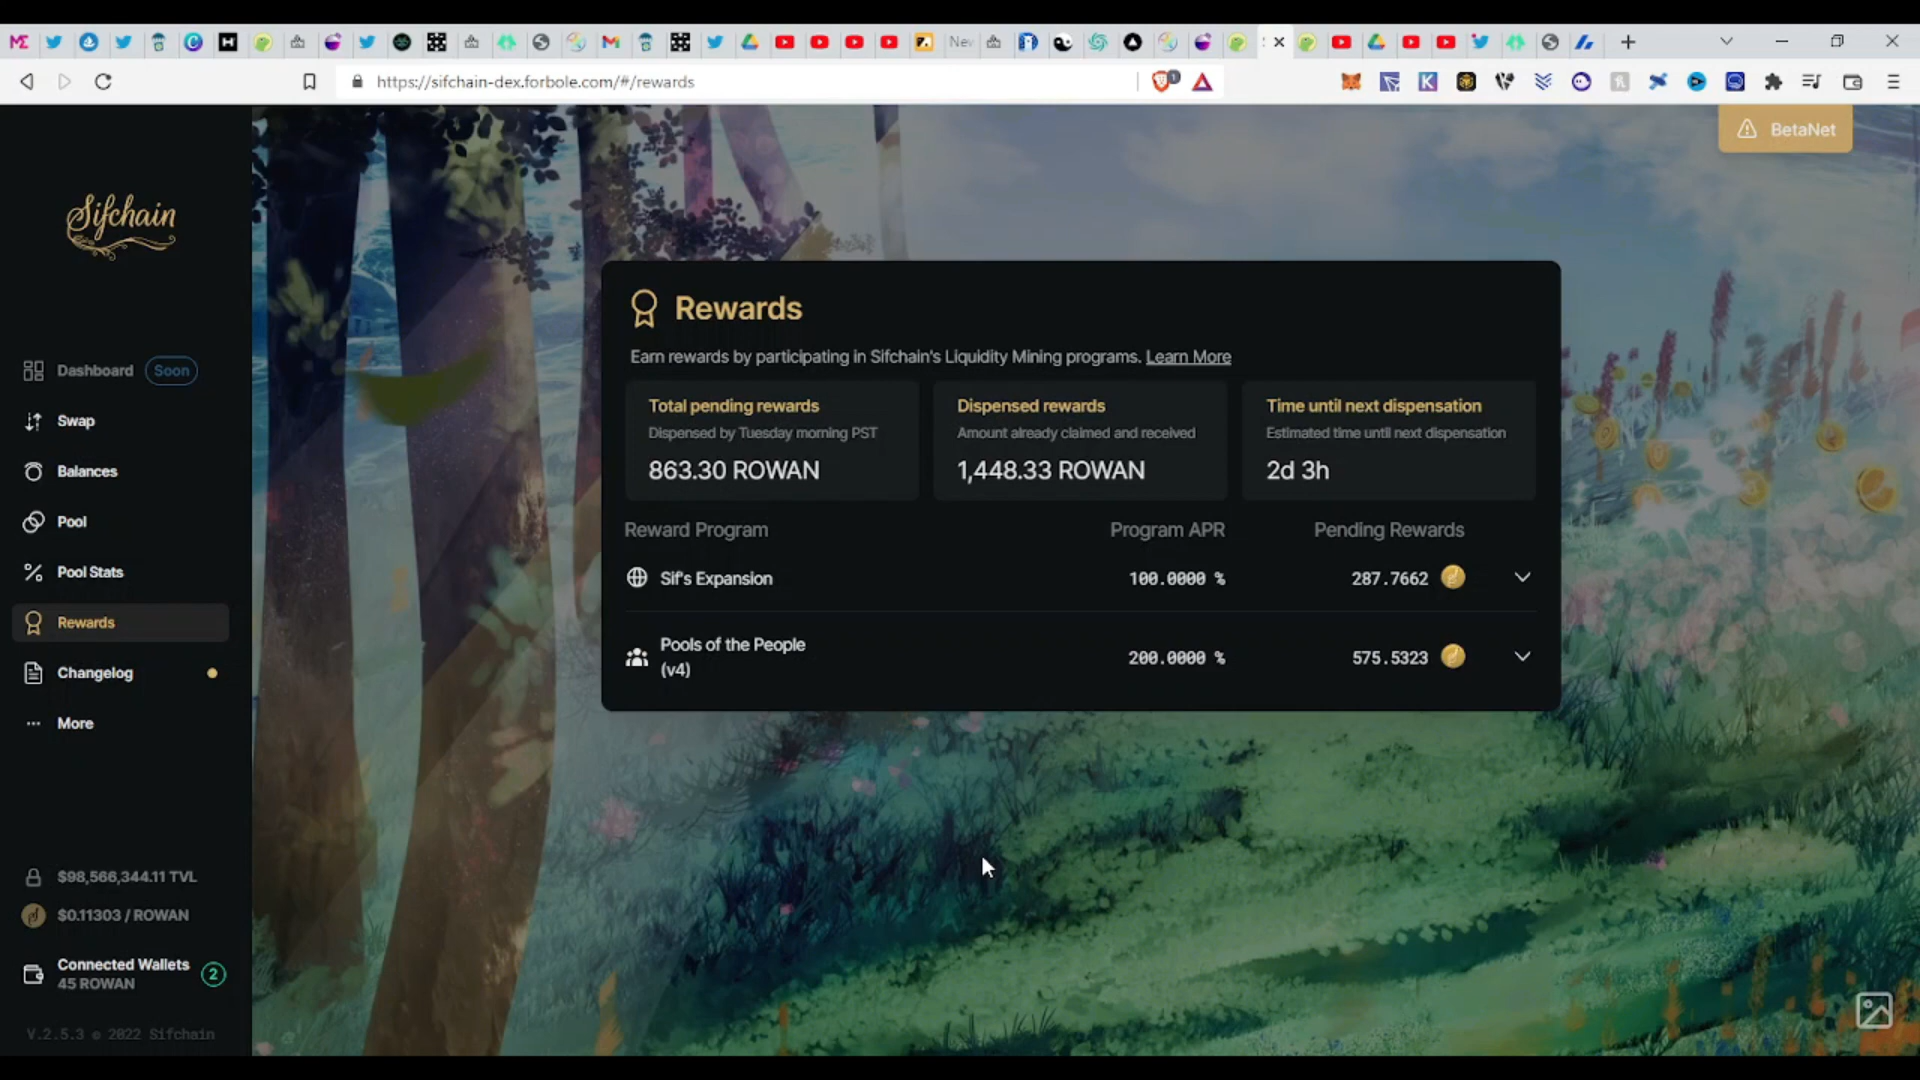 Nev
https://sifchain-dex.forbole.com/#/rewards
1
BetaNet
Sifchain
Dashboard Soon
Swap
Balances
Pool
Pool Stats
Rewards
Changelog
More
$98,566,344.11 TVL
$0.11303 / ROWAN
Connected Wallets
45 ROWAN
2
V.2.5.3 © 2022 Sifchain
Rewards
Earn rewards by participating in Sifchain's Liquidity Mining programs. Learn More
Total pending rewards
Dispensed by Tuesday morning PST
863.30 ROWAN
Dispensed rewards
Amount already claimed and received
1,448.33 ROWAN
Time until next dispensation
Estimated time until next dispensation
2d 3h
Reward Program Program APR Pending Rewards
Sif's Expansion 100.0000 % 287.7662
Pools of the People
(v4) 200.0000 % 575.5323